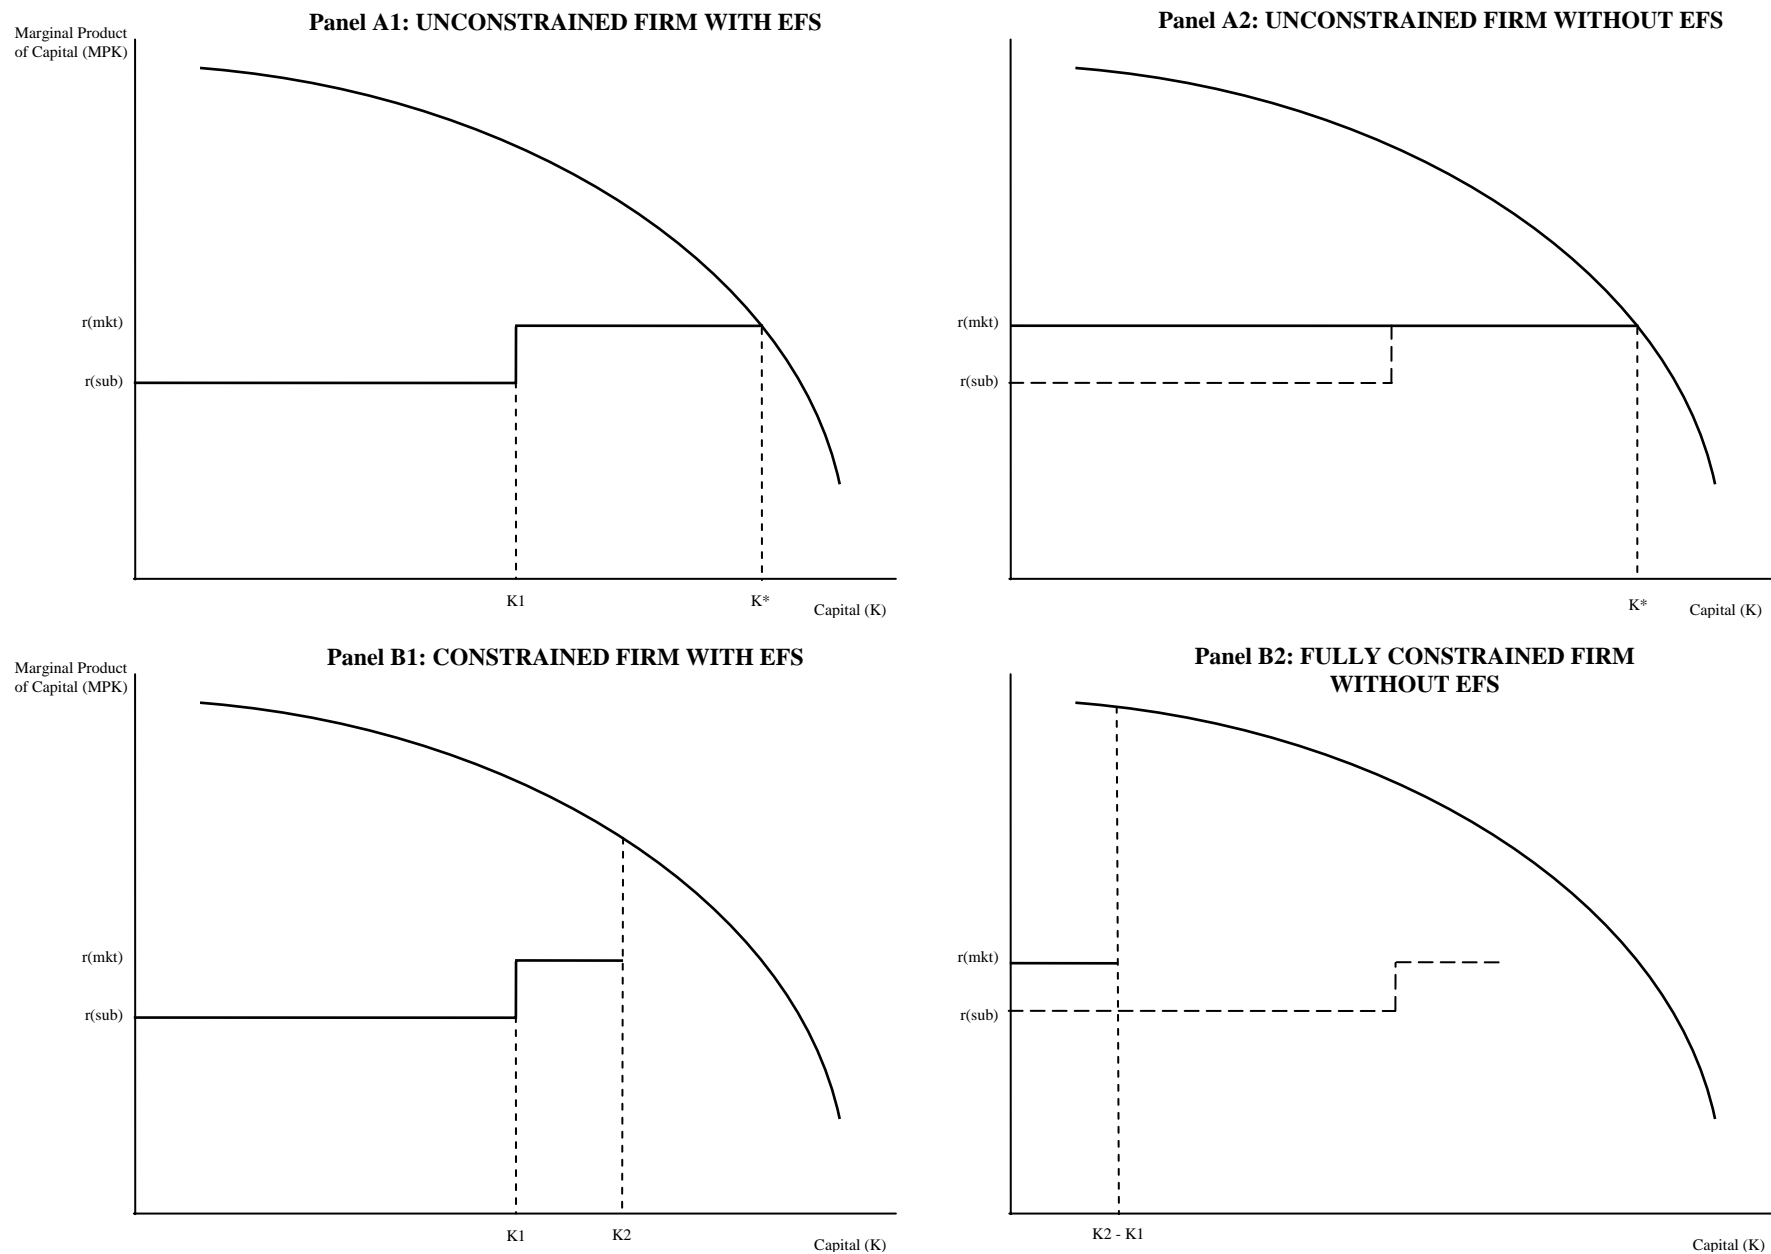 Panel A1: UNCONSTRAINED FIRM WITH EFS
Marginal Product
of Capital (MPK)
r(mkt)
r(sub)
K1
K*
Capital (K)
Panel A2: UNCONSTRAINED FIRM WITHOUT EFS
r(mkt)
r(sub)
K*
Capital (K)
Panel B1: CONSTRAINED FIRM WITH EFS
Marginal Product
of Capital (MPK)
r(mkt)
r(sub)
K1
K2
Capital (K)
Panel B2: FULLY CONSTRAINED FIRM
WITHOUT EFS
r(mkt)
r(sub)
K2 - K1
Capital (K)